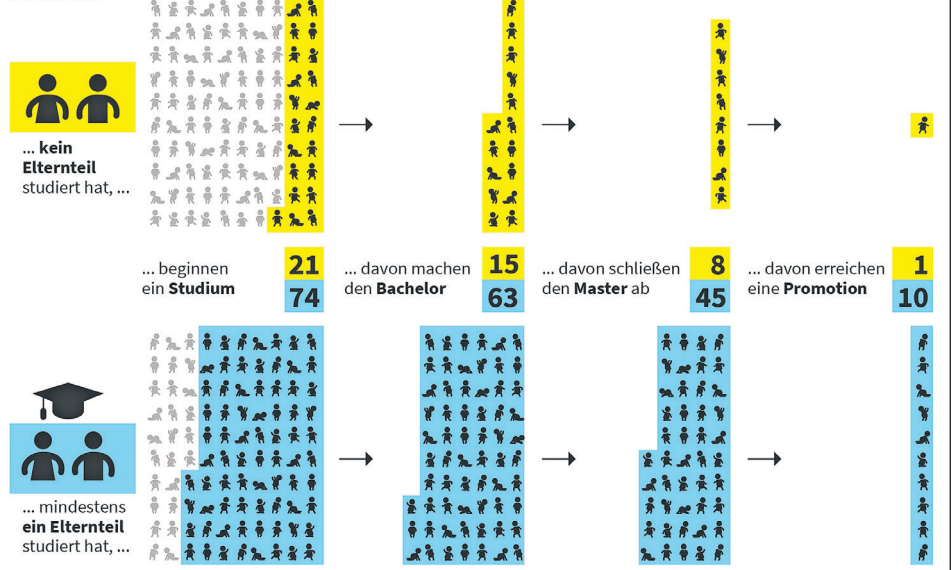 ... kein
Elternteil
studiert hat, ...
... beginnen
ein Studium
21
74
... davon machen
den Bachelor
15
63
... davon schließen
den Master ab
8
45
... davon erreichen
eine Promotion
1
10
... mindestens
ein Elternteil
studiert hat, ...